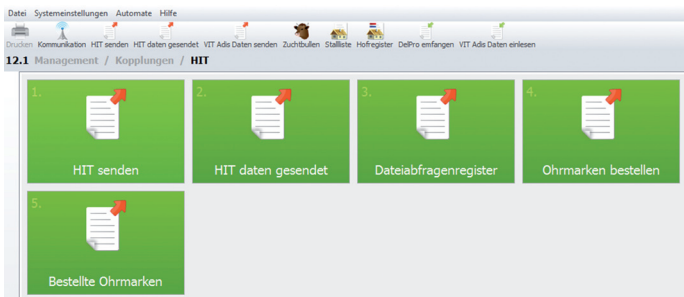 Datei Systemeinstellungen Automate Hilfe
Drucken Kommunikation HIT senden HIT daten gesendet VIT Adis Daten senden Zuchtbullen Stallliste Hofregister DelPro emfangen VIT Adis Daten einlesen
12.1 Management / Kopplungen / HIT
1. 2. 3. 4.
HIT senden HIT daten gesendet Dateiabfragenregister Ohrmarken bestellen
5.
Bestellte Ohrmarken